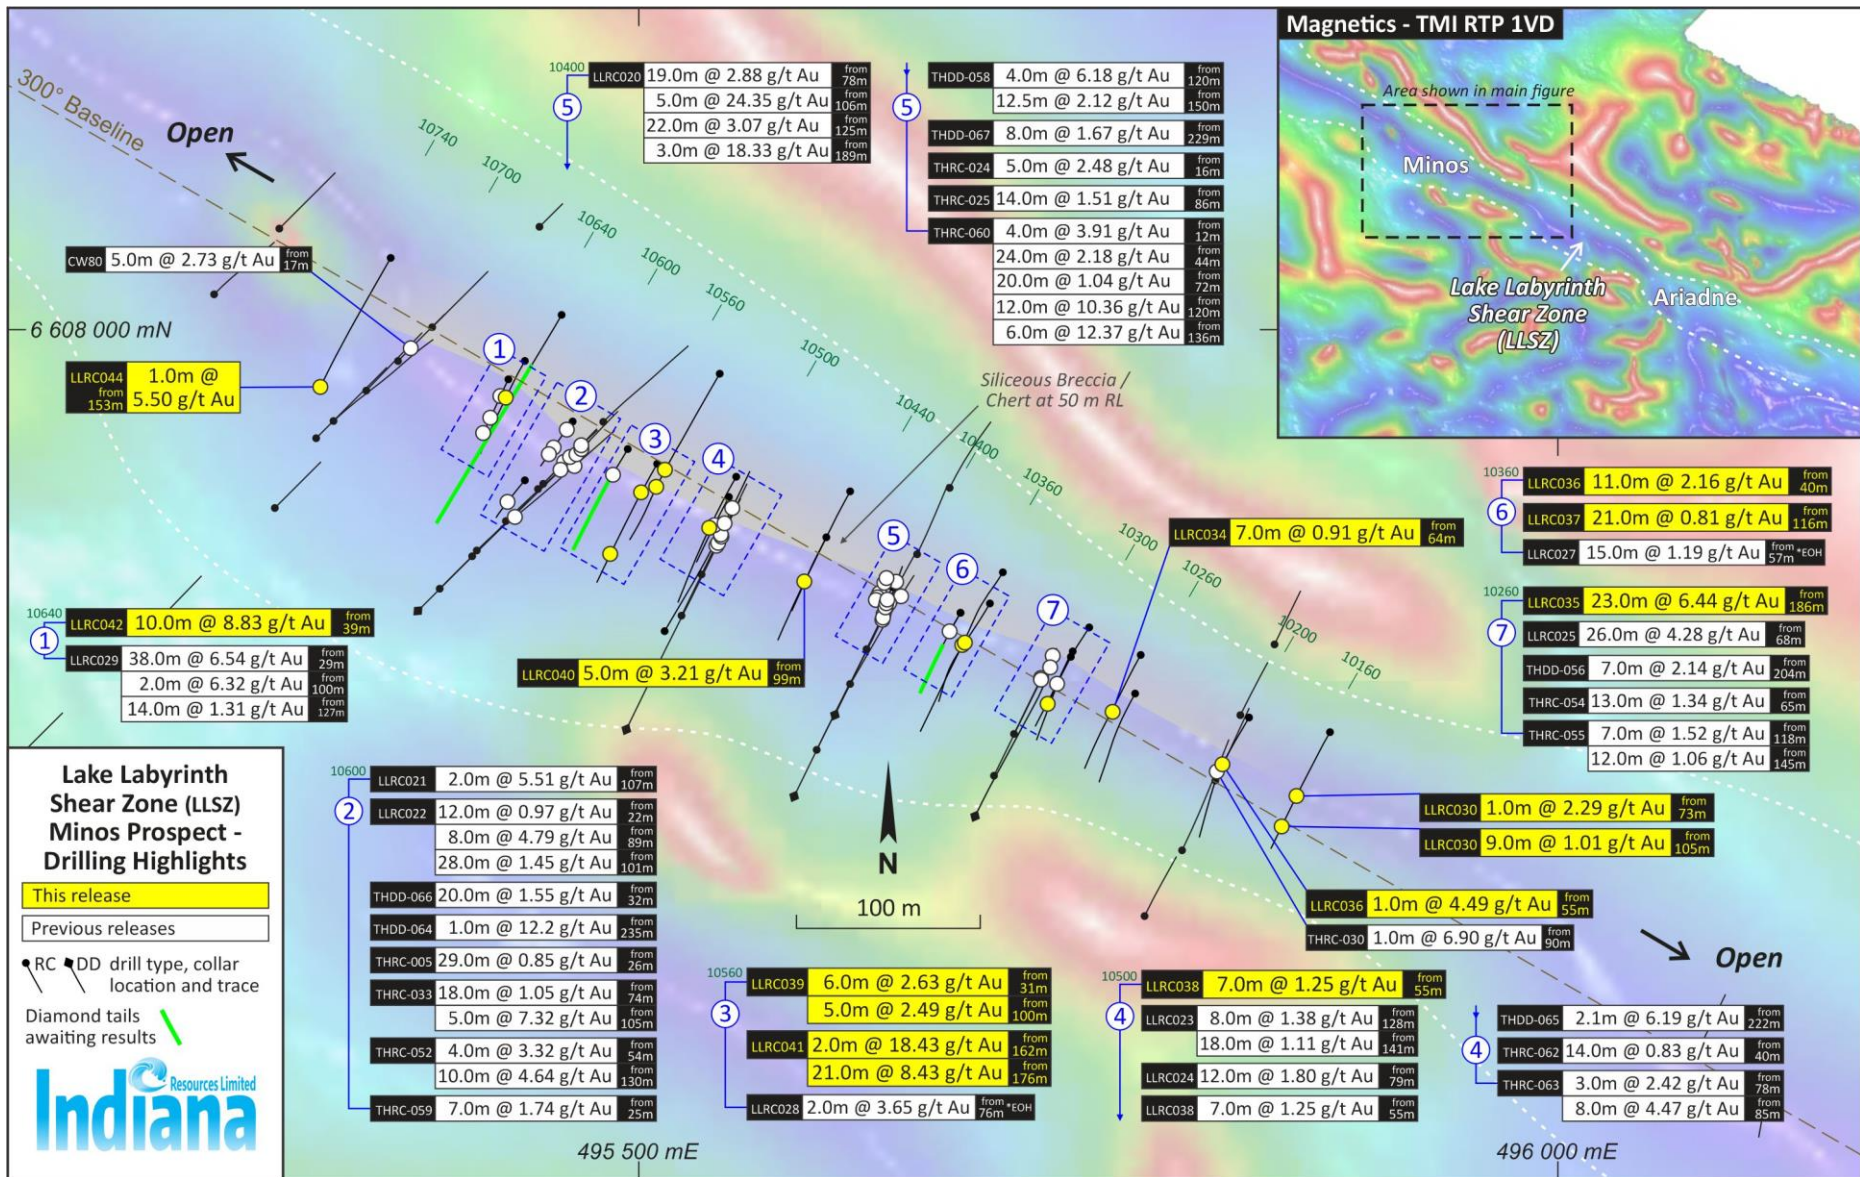 Magnetics - TMI RTP 1VD
Area shown in main figure
Minos
Lake Labyrinth
Shear Zone
(LLSZ)
Ariadne
300° Baseline
Open
10740
10700
10640
10600
10560
10500
10440
10400
10360
10300
10260
10200
10160
6 608 000 mN
10400
5
LLRC020 19.0m @ 2.88 g/t Au from 78m
5.0m @ 24.35 g/t Au from 106m
22.0m @ 3.07 g/t Au from 125m
3.0m @ 18.33 g/t Au from 189m
5
THDD-058 4.0m @ 6.18 g/t Au from 120m
12.5m @ 2.12 g/t Au from 150m
THDD-067 8.0m @ 1.67 g/t Au from 229m
THRC-024 5.0m @ 2.48 g/t Au from 16m
THRC-025 14.0m @ 1.51 g/t Au from 86m
THRC-060 4.0m @ 3.91 g/t Au from 12m
24.0m @ 2.18 g/t Au from 44m
20.0m @ 1.04 g/t Au from 72m
12.0m @ 10.36 g/t Au from 120m
6.0m @ 12.37 g/t Au from 136m
CW80 5.0m @ 2.73 g/t Au from 17m
LLRC044 from 153m 1.0m @
5.50 g/t Au
1
2
3
4
5
6
7
Siliceous Breccia /
Chert at 50 m RL
LLRC034 7.0m @ 0.91 g/t Au from 64m
10360
6
LLRC036 11.0m @ 2.16 g/t Au from 40m
LLRC037 21.0m @ 0.81 g/t Au from 116m
LLRC027 15.0m @ 1.19 g/t Au from 57m *EOH
10260
7
LLRC035 23.0m @ 6.44 g/t Au from 186m
LLRC025 26.0m @ 4.28 g/t Au from 68m
THDD-056 7.0m @ 2.14 g/t Au from 204m
THRC-054 13.0m @ 1.34 g/t Au from 65m
THRC-055 7.0m @ 1.52 g/t Au from 118m
12.0m @ 1.06 g/t Au from 145m
10640
1
LLRC042 10.0m @ 8.83 g/t Au from 39m
LLRC029 38.0m @ 6.54 g/t Au from 29m
2.0m @ 6.32 g/t Au from 100m
14.0m @ 1.31 g/t Au from 127m
LLRC040 5.0m @ 3.21 g/t Au from 99m
LLRC030 1.0m @ 2.29 g/t Au from 73m
LLRC030 9.0m @ 1.01 g/t Au from 105m
LLRC036 1.0m @ 4.49 g/t Au from 55m
THRC-030 1.0m @ 6.90 g/t Au from 90m
Open
N
100 m
10600
2
LLRC021 2.0m @ 5.51 g/t Au from 107m
LLRC022 12.0m @ 0.97 g/t Au from 22m
8.0m @ 4.79 g/t Au from 89m
28.0m @ 1.45 g/t Au from 101m
THDD-066 20.0m @ 1.55 g/t Au from 32m
THDD-064 1.0m @ 12.2 g/t Au from 235m
THRC-005 29.0m @ 0.85 g/t Au from 26m
THRC-033 18.0m @ 1.05 g/t Au from 74m
5.0m @ 7.32 g/t Au from 105m
THRC-052 4.0m @ 3.32 g/t Au from 54m
10.0m @ 4.64 g/t Au from 130m
THRC-059 7.0m @ 1.74 g/t Au from 25m
10560
3
LLRC039 6.0m @ 2.63 g/t Au from 31m
5.0m @ 2.49 g/t Au from 100m
LLRC041 2.0m @ 18.43 g/t Au from 162m
21.0m @ 8.43 g/t Au from 176m
LLRC028 2.0m @ 3.65 g/t Au from 76m *EOH
10500
4
LLRC038 7.0m @ 1.25 g/t Au from 55m
LLRC023 8.0m @ 1.38 g/t Au from 128m
18.0m @ 1.11 g/t Au from 141m
LLRC024 12.0m @ 1.80 g/t Au from 79m
LLRC038 7.0m @ 1.25 g/t Au from 55m
4
THDD-065 2.1m @ 6.19 g/t Au from 222m
THRC-062 14.0m @ 0.83 g/t Au from 40m
THRC-063 3.0m @ 2.42 g/t Au from 78m
8.0m @ 4.47 g/t Au from 85m
Lake Labyrinth
Shear Zone (LLSZ)
Minos Prospect -
Drilling Highlights
This release
Previous releases
RC DD drill type, collar
location and trace
Diamond tails
awaiting results
Indiana Resources Limited
495 500 mE
496 000 mE